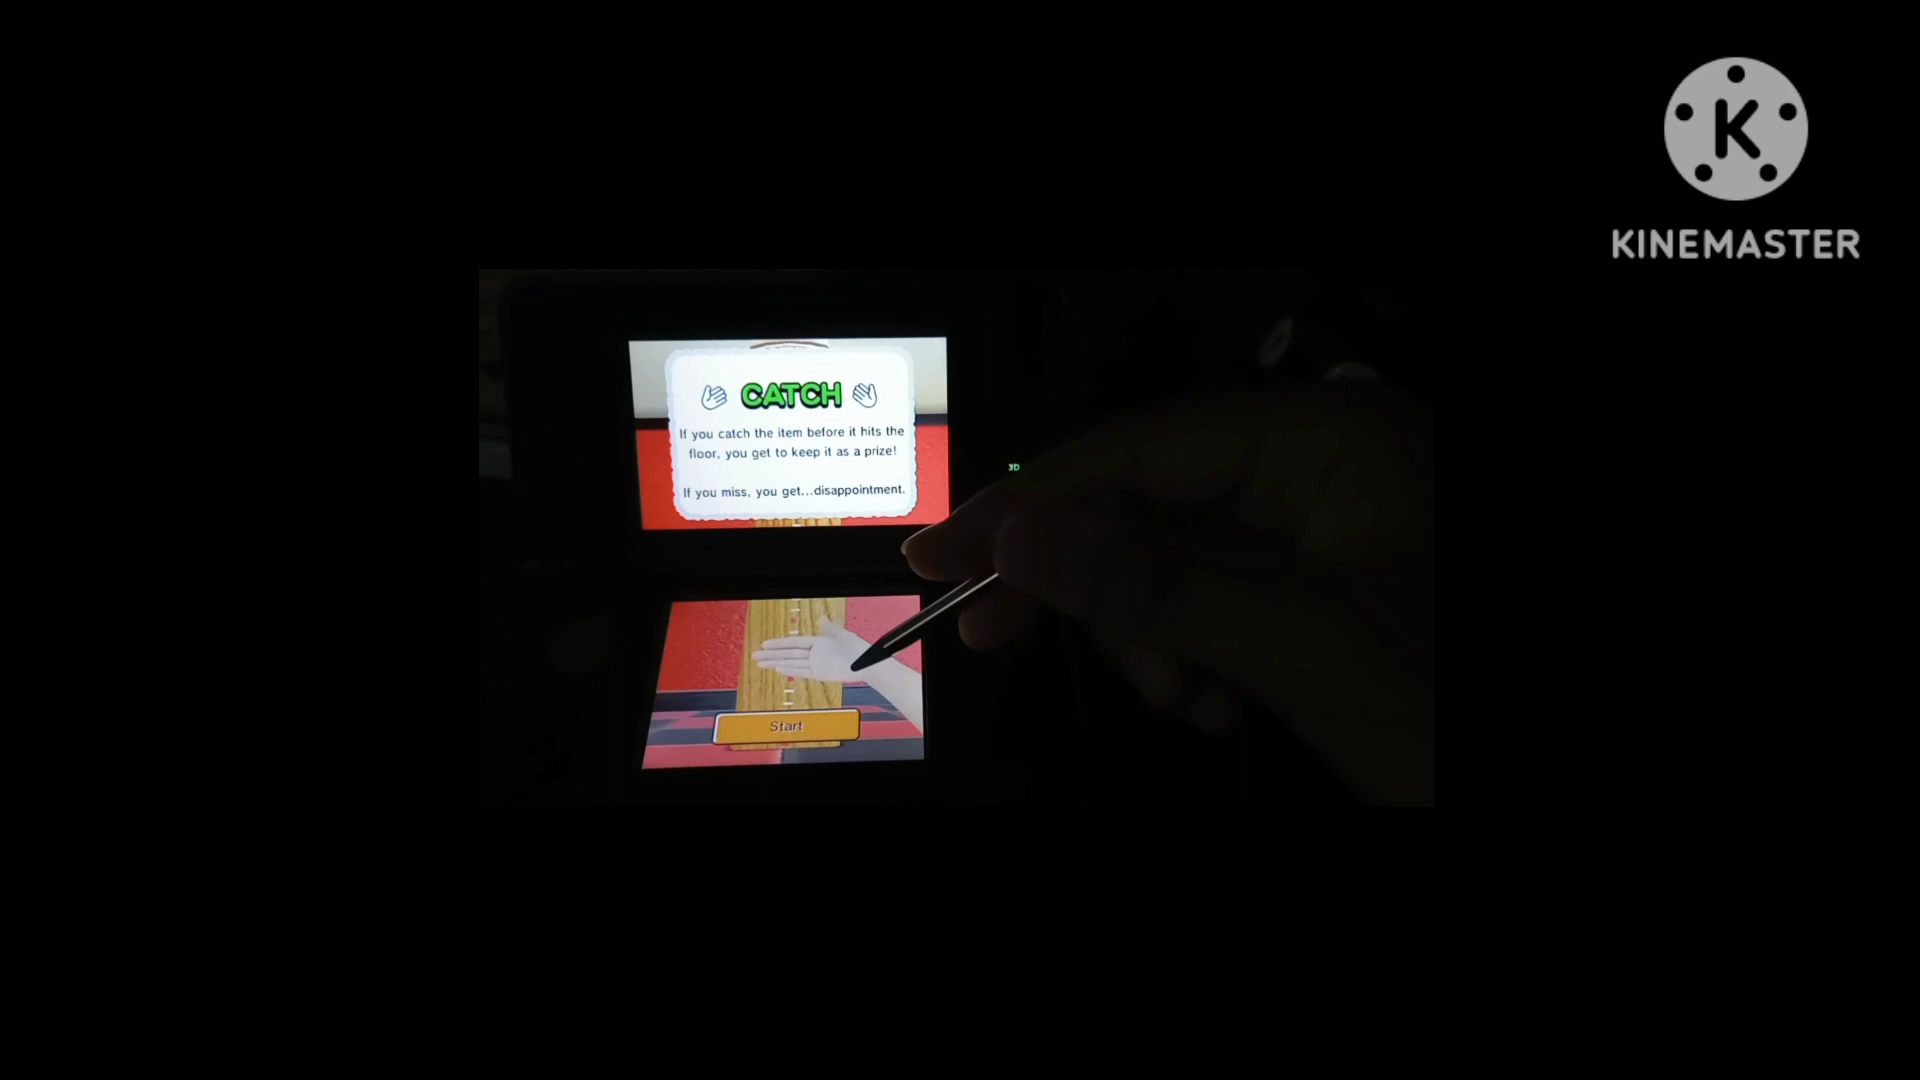 K
KINEMASTER
CATCH
If you catch the item before it hits the
floor, you get to keep it as a prize!
If you miss, you get...disappointment.
3D
Start